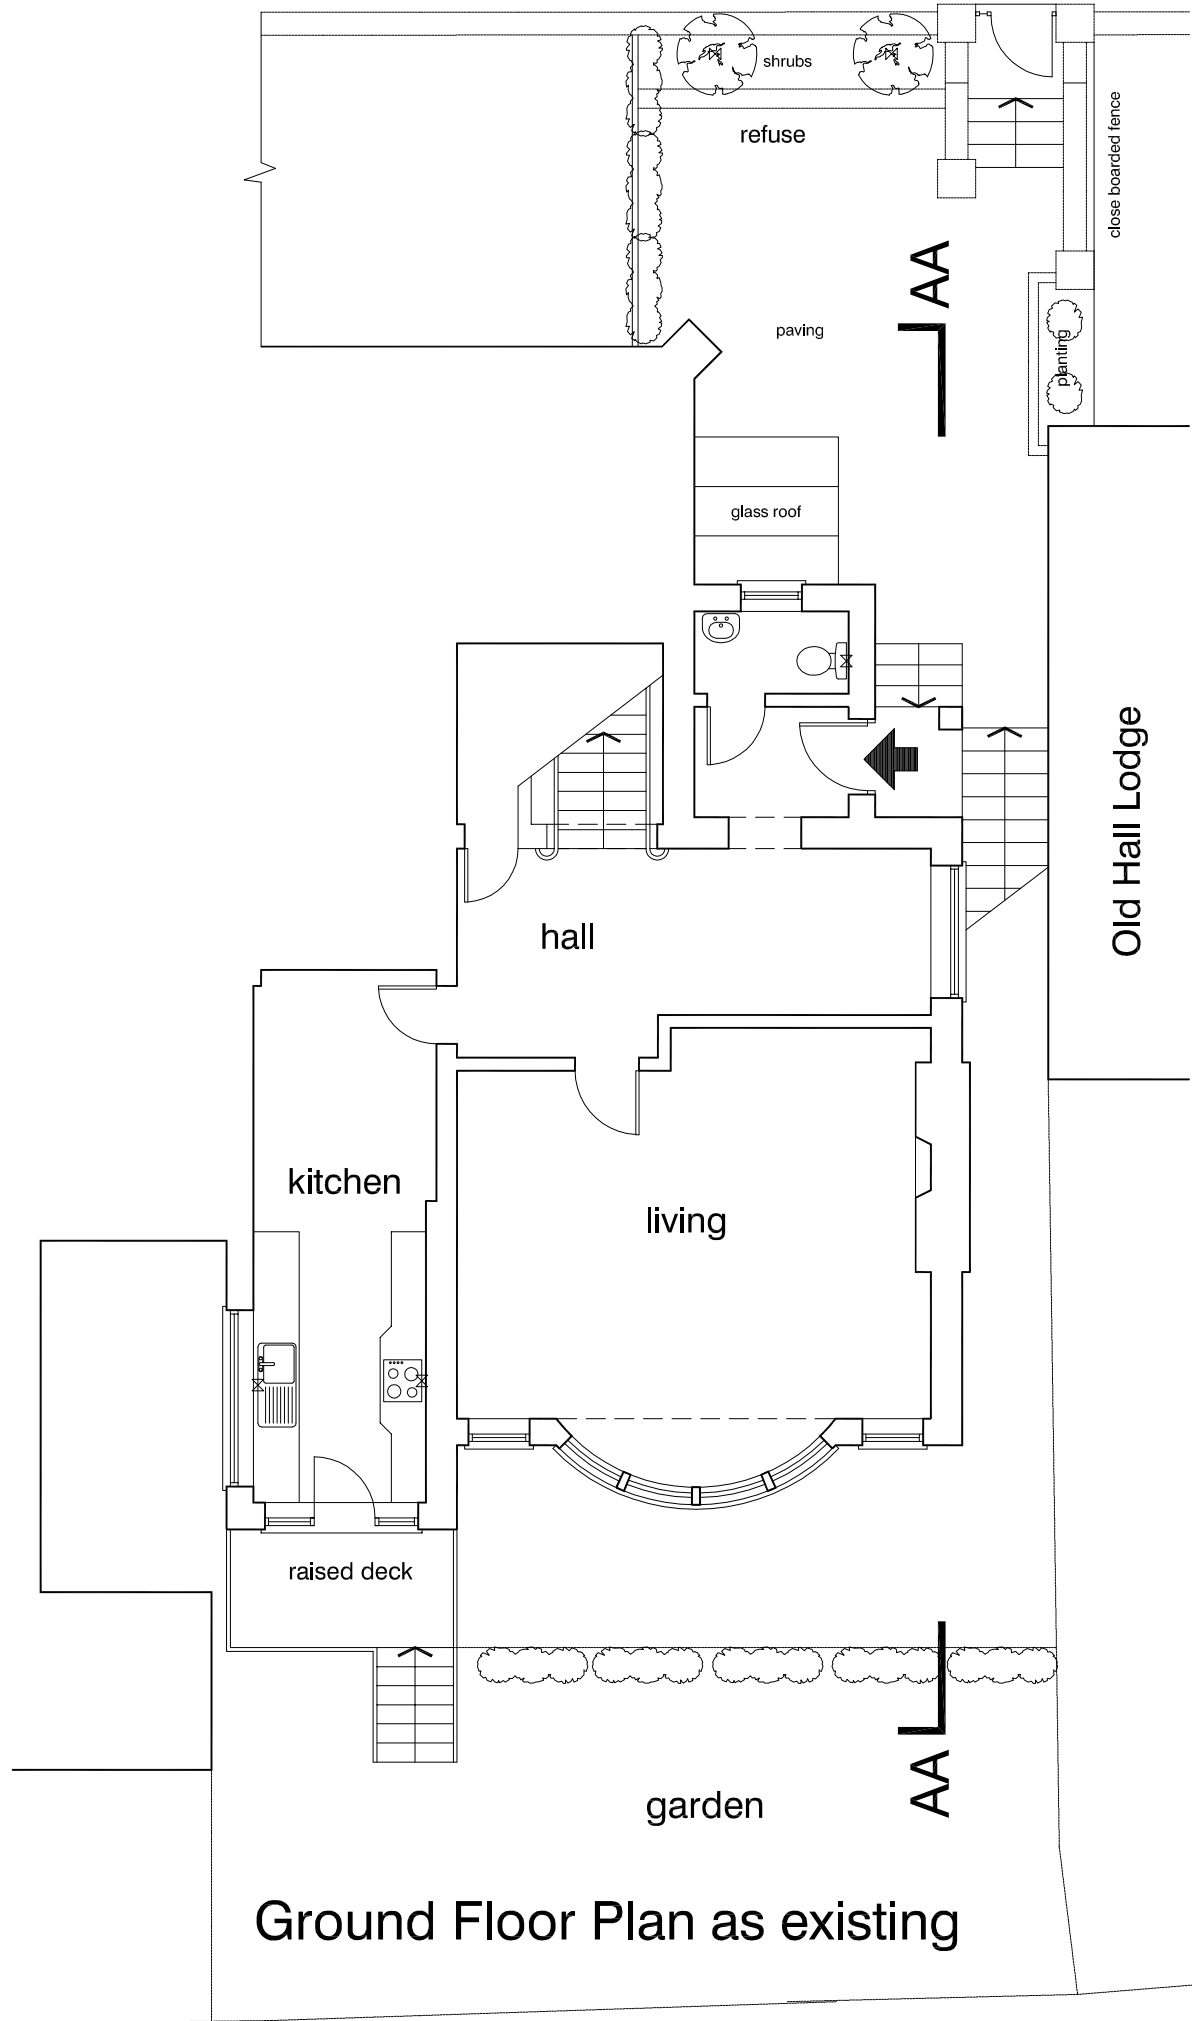 shrubs
refuse
close boarded fence
AA
paving
planting
glass roof
Old Hall Lodge
hall
kitchen
living
raised deck
garden
AA
Ground Floor Plan as existing